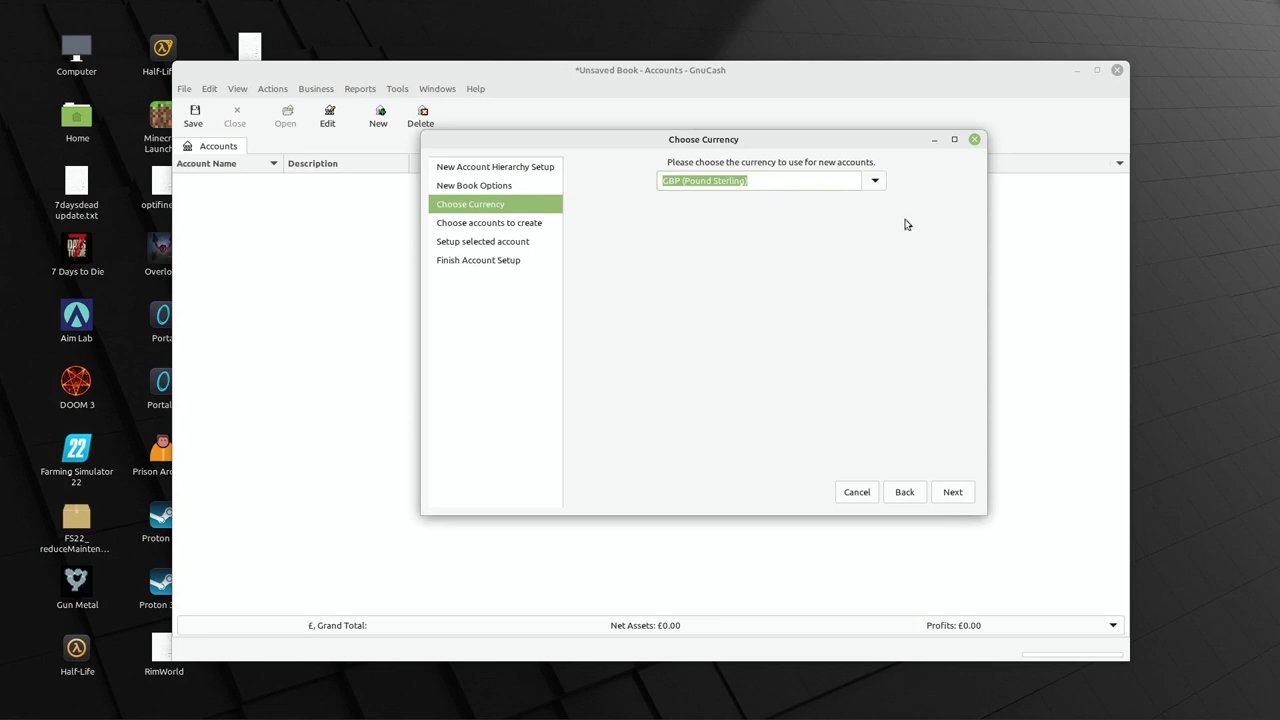 Computer
Half-Life
Home
Minecr
Launch
7daysdead
update.txt
optifine
7 Days to Die
Overlo
Aim Lab
Porta
DOOM 3
Portal
22
Farming Simulator
22
Prison Arc
FS22_
reduceMainten...
Proton
Gun Metal
Proton 3
Half-Life
RimWorld
*Unsaved Book - Accounts - GnuCash
File Edit View Actions Business Reports Tools Windows Help
Save Close Open Edit New Delete
Accounts
Account Name Description
Choose Currency
New Account Hierarchy Setup
New Book Options
Choose Currency
Choose accounts to create
Setup selected account
Finish Account Setup
Please choose the currency to use for new accounts.
GBP (Pound Sterling)
Cancel Back Next
£, Grand Total: Net Assets: £0.00 Profits: £0.00